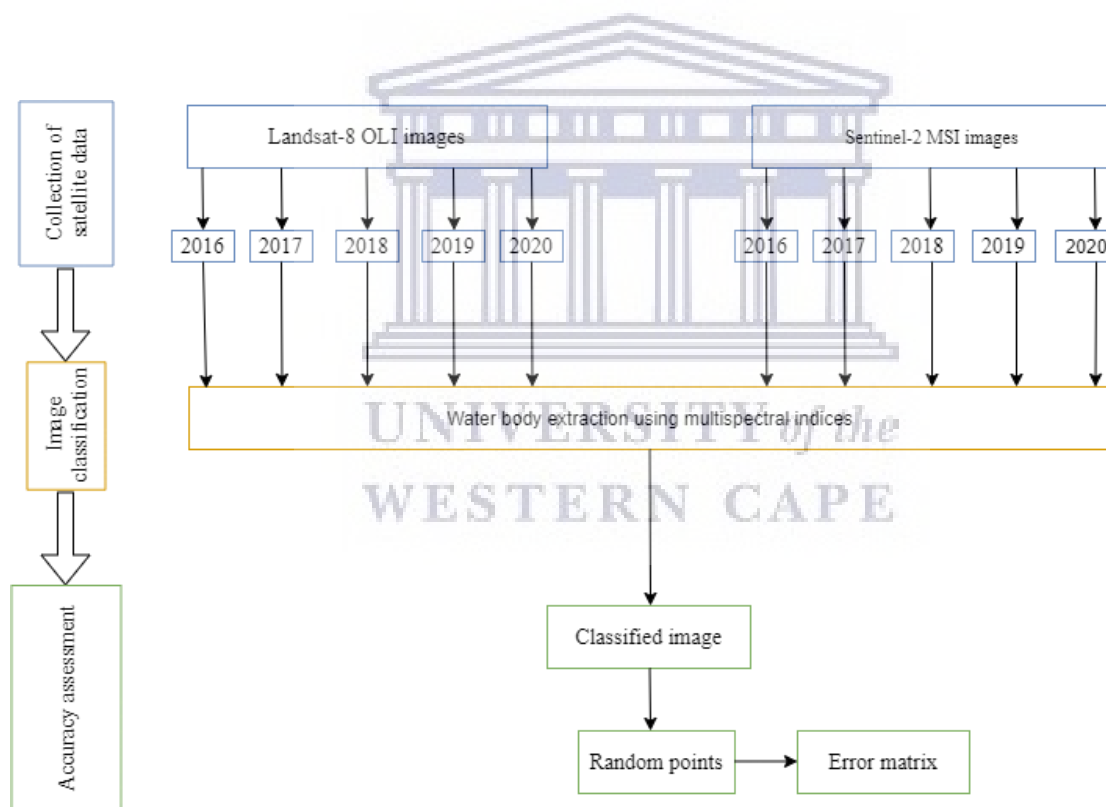 Collection of
satellite data
Landsat-8 OLI images
Sentinel-2 MSI images
2016
2017
2018
2019
2020
2016
2017
2018
2019
2020
Image
classification
Water body extraction using multispectral indices
UNIVERSITY of the
WESTERN CAPE
Accuracy assessment
Classified image
Random points
Error matrix